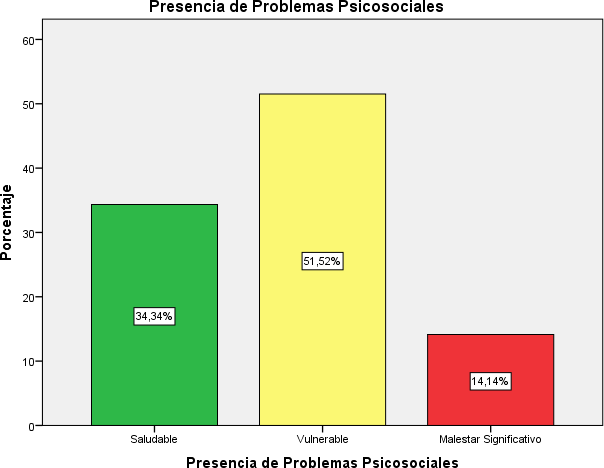 Presencia de Problemas Psicosociales
Porcentaje
60
50
40
30
20
10
0
34,34%
51,52%
14,14%
Saludable
Vulnerable
Malestar Significativo
Presencia de Problemas Psicosociales